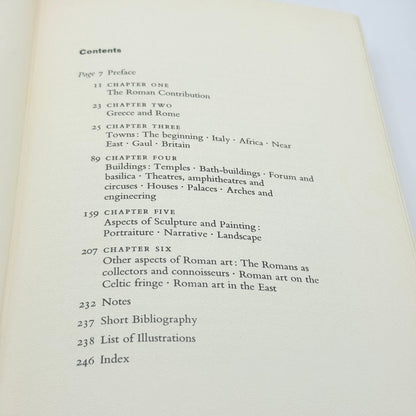 Contents
Page 7 Preface
11 CHAPTER ONE
The Roman Contribution
23 CHAPTER TWO
Greece and Rome
25 CHAPTER THREE
Towns: The beginning · Italy · Africa · Near
East · Gaul · Britain
89 CHAPTER FOUR
Buildings: Temples · Bath-buildings · Forum and
basilica · Theatres, amphitheatres and
circuses · Houses · Palaces · Arches and
engineering
159 CHAPTER FIVE
Aspects of Sculpture and Painting:
Portraiture · Narrative · Landscape
207 CHAPTER SIX
Other aspects of Roman art: The Romans as
collectors and connoisseurs · Roman art on the
Celtic fringe · Roman art in the East
232 Notes
237 Short Bibliography
238 List of Illustrations
246 Index